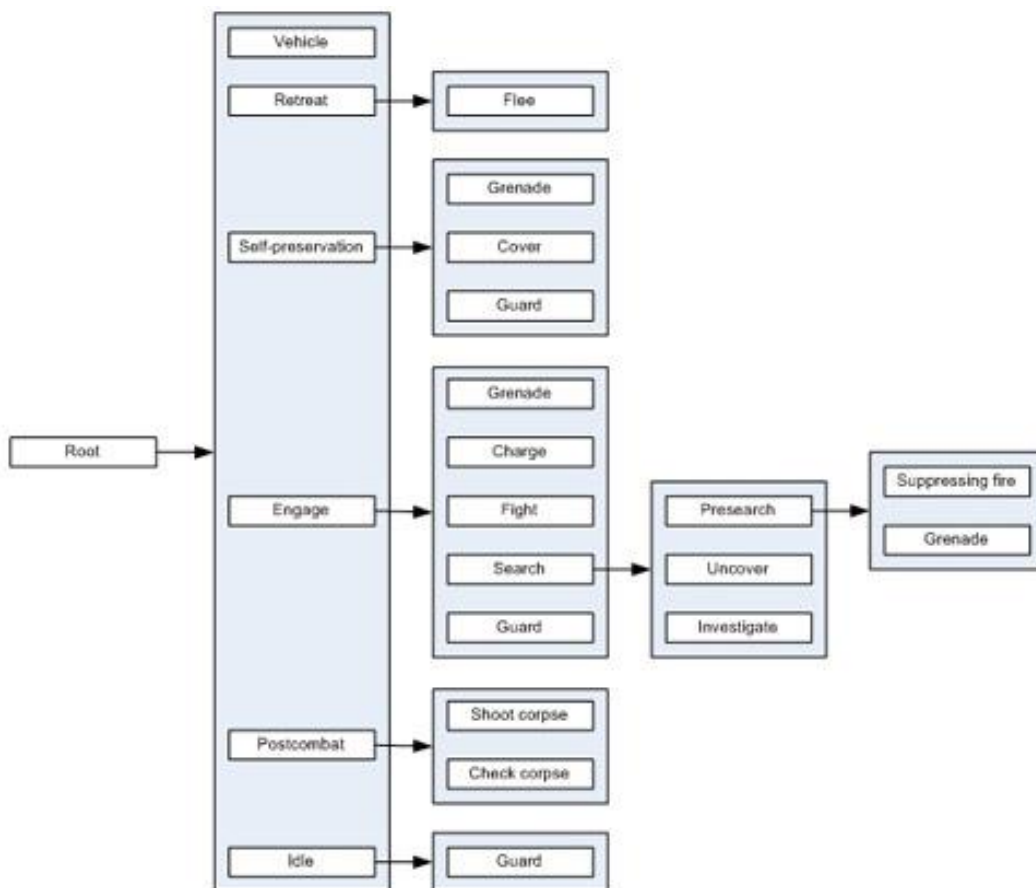 Vehicle
Retreat
Flee
Grenade
Self-preservation
Cover
Guard
Grenade
Root
Charge
Suppressing fire
Engage
Fight
Presearch
Grenade
Search
Uncover
Guard
Investigate
Shoot corpse
Postcombat
Check corpse
Idle
Guard